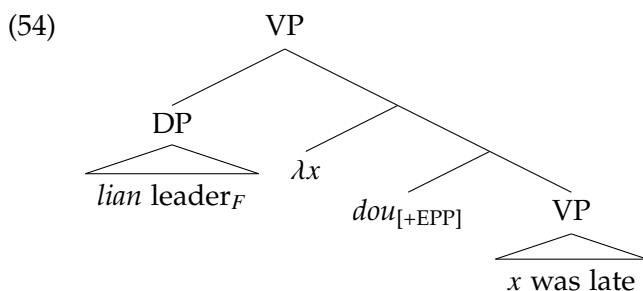 (54)
VP
DP
lian leader_F
λx
dou_[+EPP]
VP
x was late